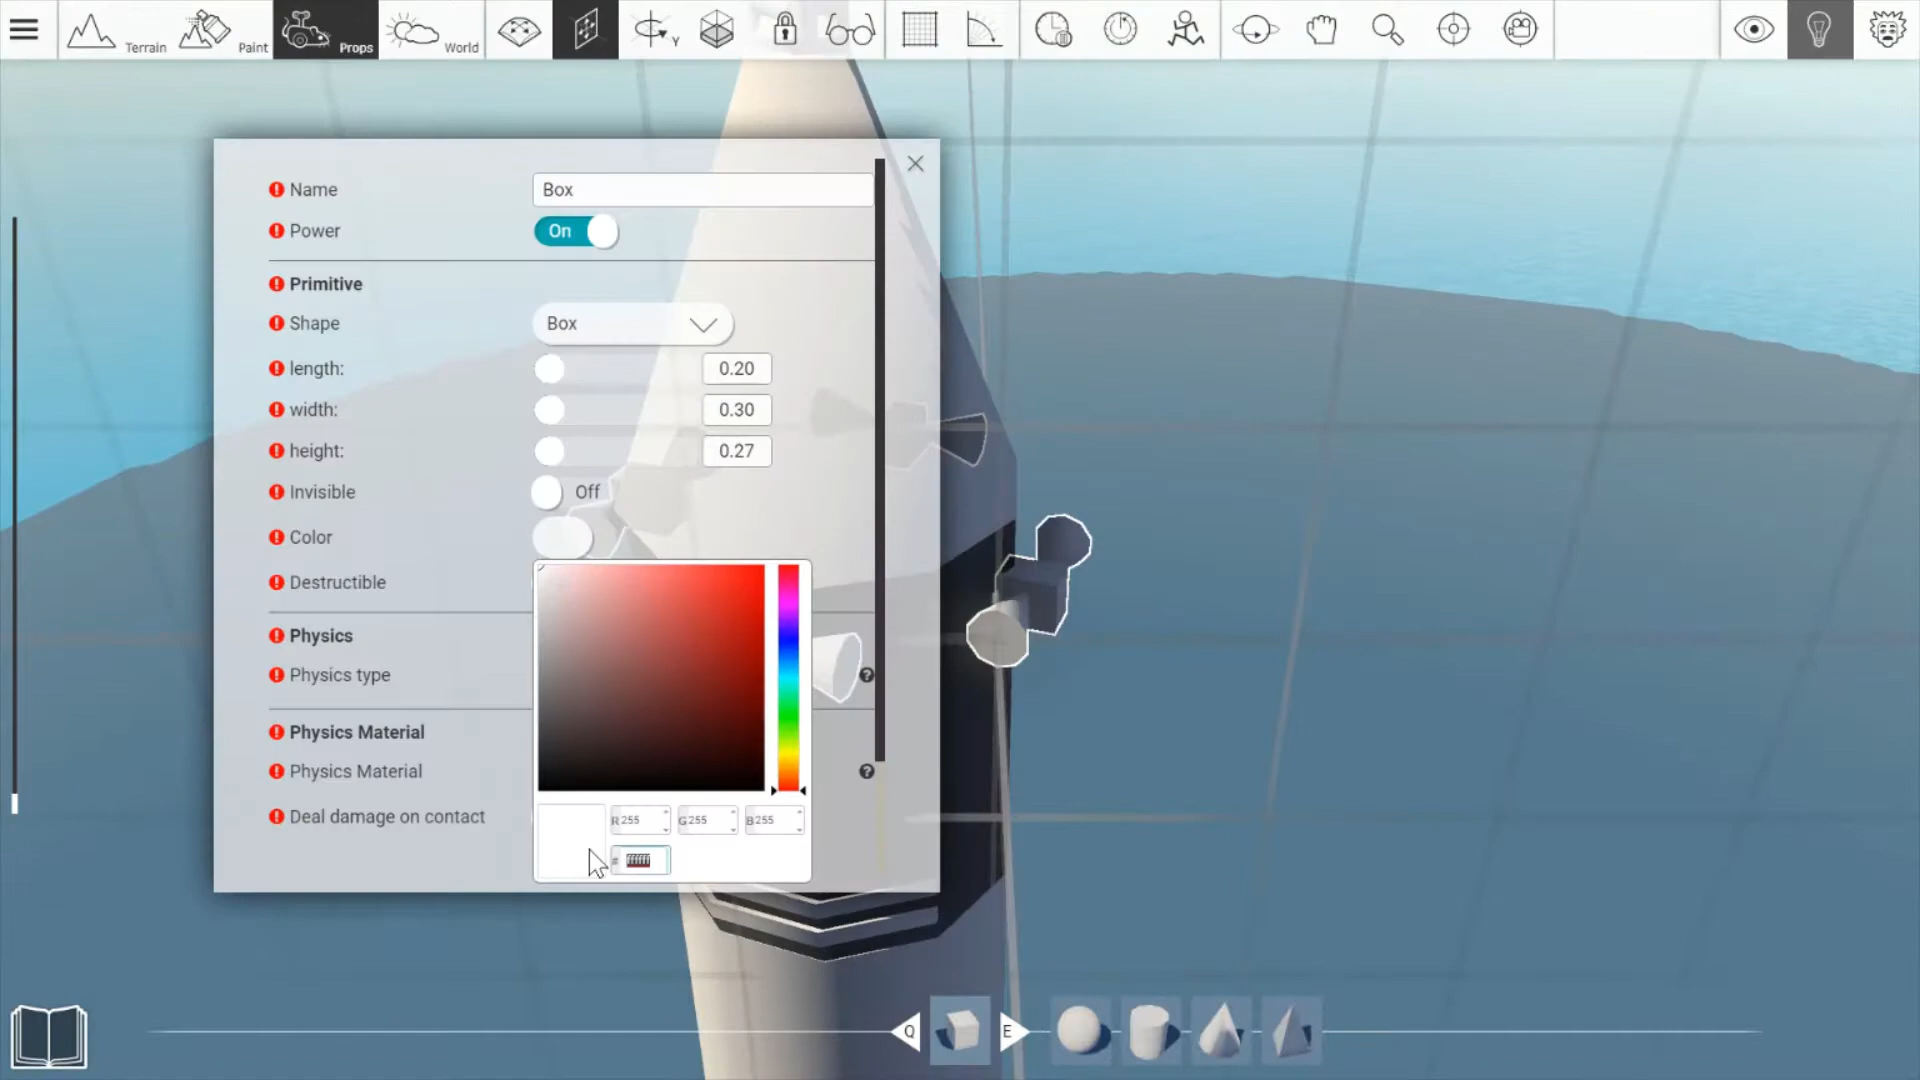 Terrain Paint Props World
Y
Name Box
Power On
Primitive
Shape Box
length: 0.20
width: 0.30
height: 0.27
Invisible Off
Color
Destructible
Physics
Physics type ?
Physics Material
Physics Material ?
Deal damage on contact
R 255 G 255 B 255
# ffffff
Q E